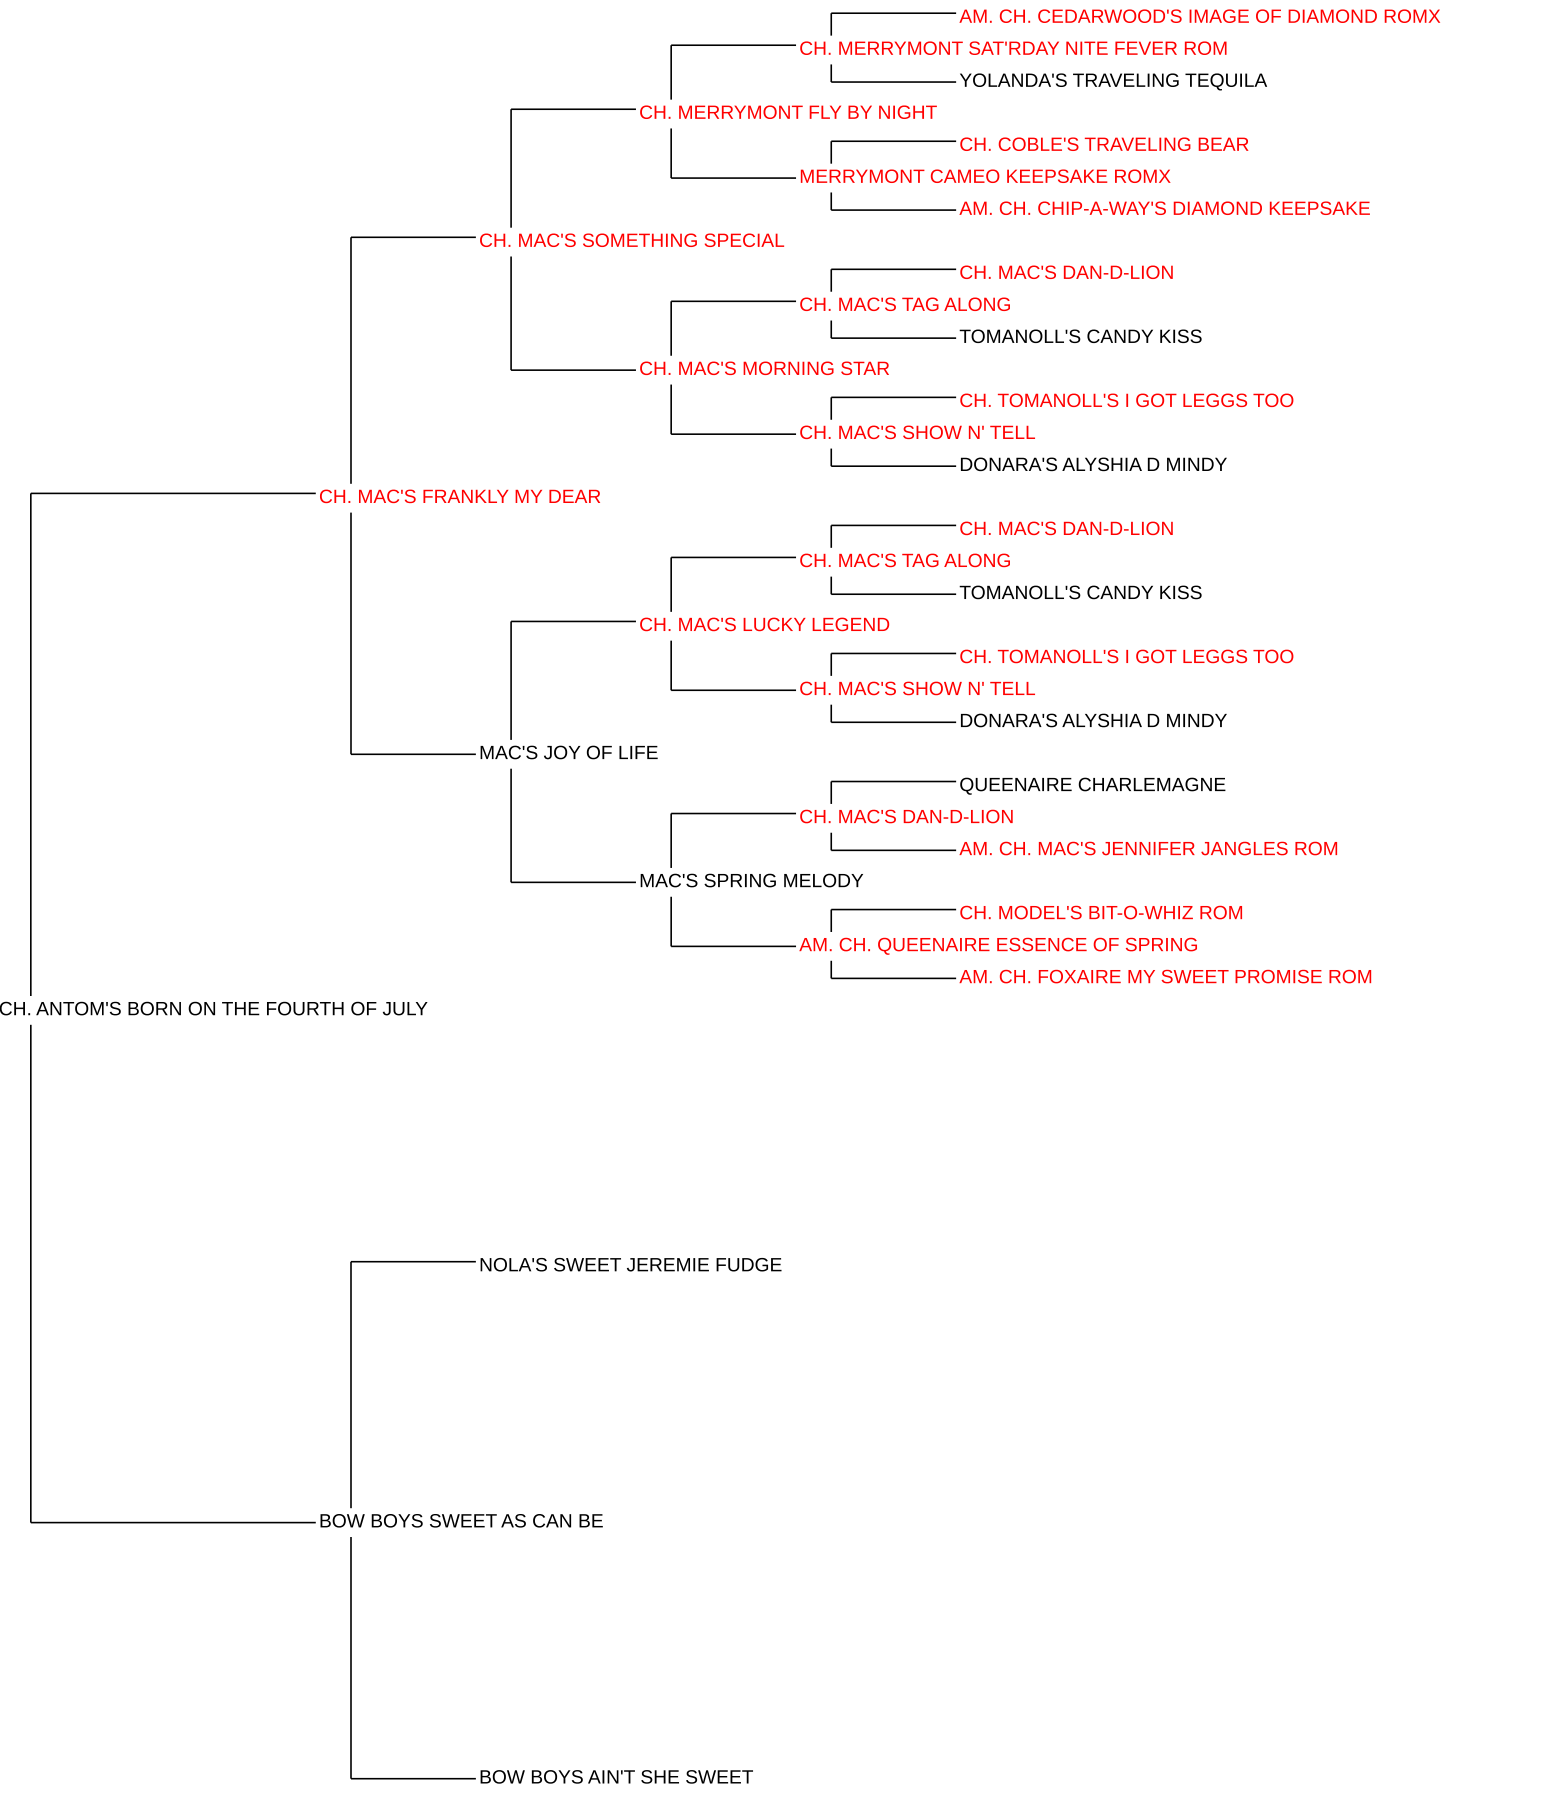 AM. CH. CEDARWOOD'S IMAGE OF DIAMOND ROMX
CH. MERRYMONT SAT'RDAY NITE FEVER ROM
YOLANDA'S TRAVELING TEQUILA
CH. MERRYMONT FLY BY NIGHT
CH. COBLE'S TRAVELING BEAR
MERRYMONT CAMEO KEEPSAKE ROMX
AM. CH. CHIP-A-WAY'S DIAMOND KEEPSAKE
CH. MAC'S SOMETHING SPECIAL
CH. MAC'S DAN-D-LION
CH. MAC'S TAG ALONG
TOMANOLL'S CANDY KISS
CH. MAC'S MORNING STAR
CH. TOMANOLL'S I GOT LEGGS TOO
CH. MAC'S SHOW N' TELL
DONARA'S ALYSHIA D MINDY
CH. MAC'S FRANKLY MY DEAR
CH. MAC'S DAN-D-LION
CH. MAC'S TAG ALONG
TOMANOLL'S CANDY KISS
CH. MAC'S LUCKY LEGEND
CH. TOMANOLL'S I GOT LEGGS TOO
CH. MAC'S SHOW N' TELL
DONARA'S ALYSHIA D MINDY
MAC'S JOY OF LIFE
QUEENAIRE CHARLEMAGNE
CH. MAC'S DAN-D-LION
AM. CH. MAC'S JENNIFER JANGLES ROM
MAC'S SPRING MELODY
CH. MODEL'S BIT-O-WHIZ ROM
AM. CH. QUEENAIRE ESSENCE OF SPRING
AM. CH. FOXAIRE MY SWEET PROMISE ROM
CH. ANTOM'S BORN ON THE FOURTH OF JULY
NOLA'S SWEET JEREMIE FUDGE
BOW BOYS SWEET AS CAN BE
BOW BOYS AIN'T SHE SWEET